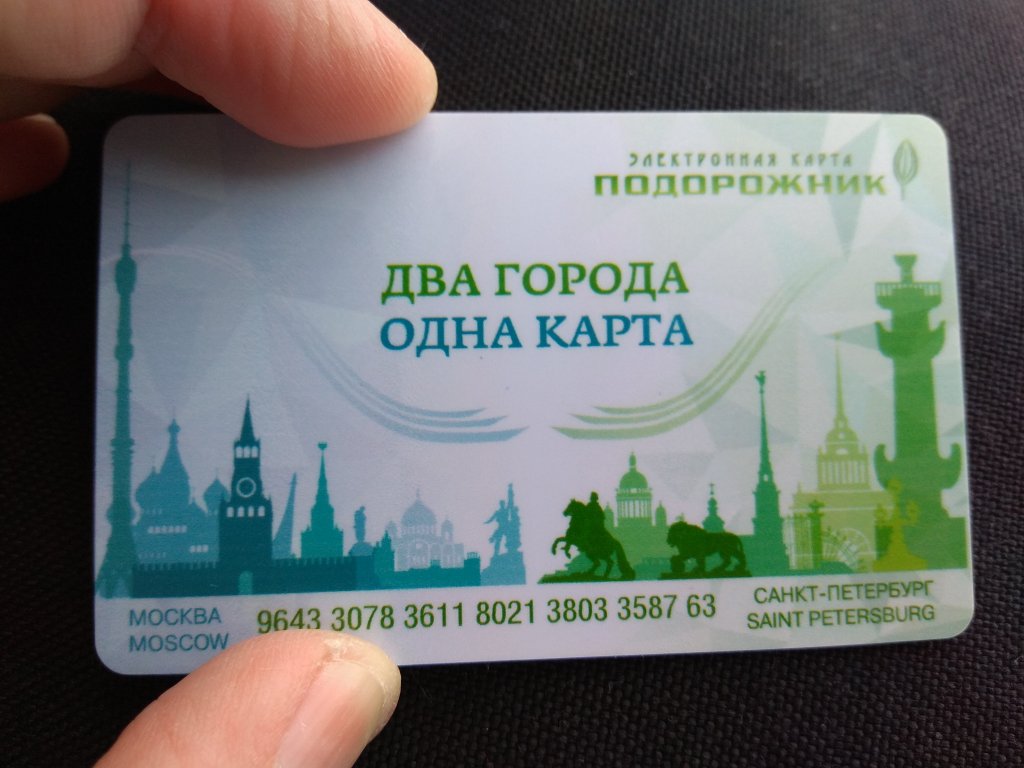 ЭЛЕКТРОННАЯ КАРТА
ПОДОРОЖНИК
ДВА ГОРОДА
ОДНА КАРТА
МОСКВА
MOSCOW
9643 3078 3611 8021 3803 3587 63
САНКТ-ПЕТЕРБУРГ
SAINT PETERSBURG